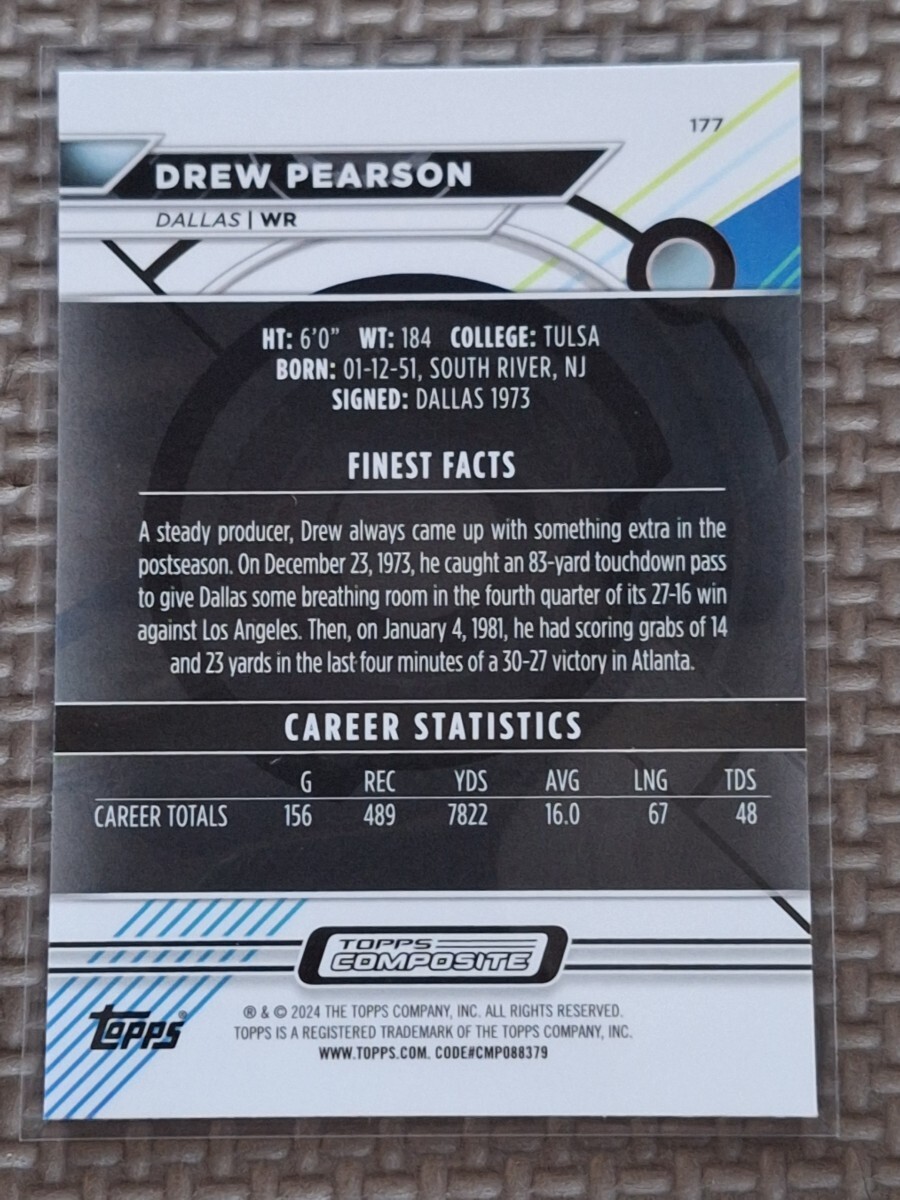 177
DREW PEARSON
DALLAS | WR
HT: 6'0" WT: 184 COLLEGE: TULSA
BORN: 01-12-51, SOUTH RIVER, NJ
SIGNED: DALLAS 1973
FINEST FACTS
A steady producer, Drew always came up with something extra in the
postseason. On December 23, 1973, he caught an 83-yard touchdown pass
to give Dallas some breathing room in the fourth quarter of its 27-16 win
against Los Angeles. Then, on January 4, 1981, he had scoring grabs of 14
and 23 yards in the last four minutes of a 30-27 victory in Atlanta.
CAREER STATISTICS
G REC YDS AVG LNG TDS
CAREER TOTALS 156 489 7822 16.0 67 48
TOPPS
COMPOSITE
topps®
® & © 2024 THE TOPPS COMPANY, INC. ALL RIGHTS RESERVED.
TOPPS IS A REGISTERED TRADEMARK OF THE TOPPS COMPANY, INC.
WWW.TOPPS.COM. CODE#CMP088379